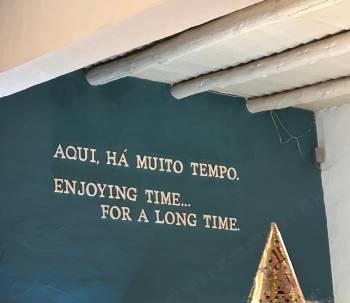 AQUI, HÁ MUITO TEMPO.
ENJOYING TIME...
FOR A LONG TIME.